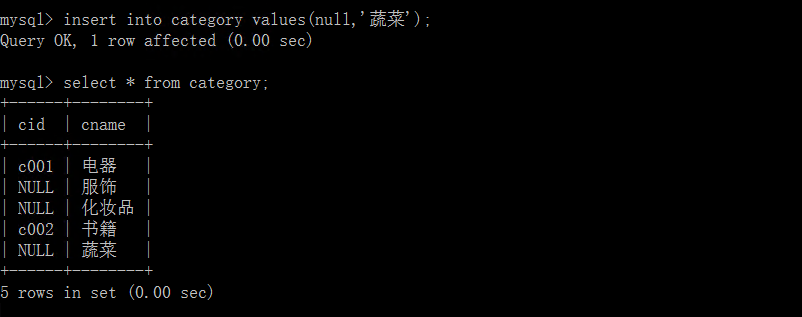 mysql> insert into category values(null,'蔬菜');
Query OK, 1 row affected (0.00 sec)
mysql> select * from category;
+------+--------+
| cid  | cname  |
+------+--------+
| c001 | 电器   |
| NULL | 服饰   |
| NULL | 化妆品 |
| c002 | 书籍   |
| NULL | 蔬菜   |
+------+--------+
5 rows in set (0.00 sec)